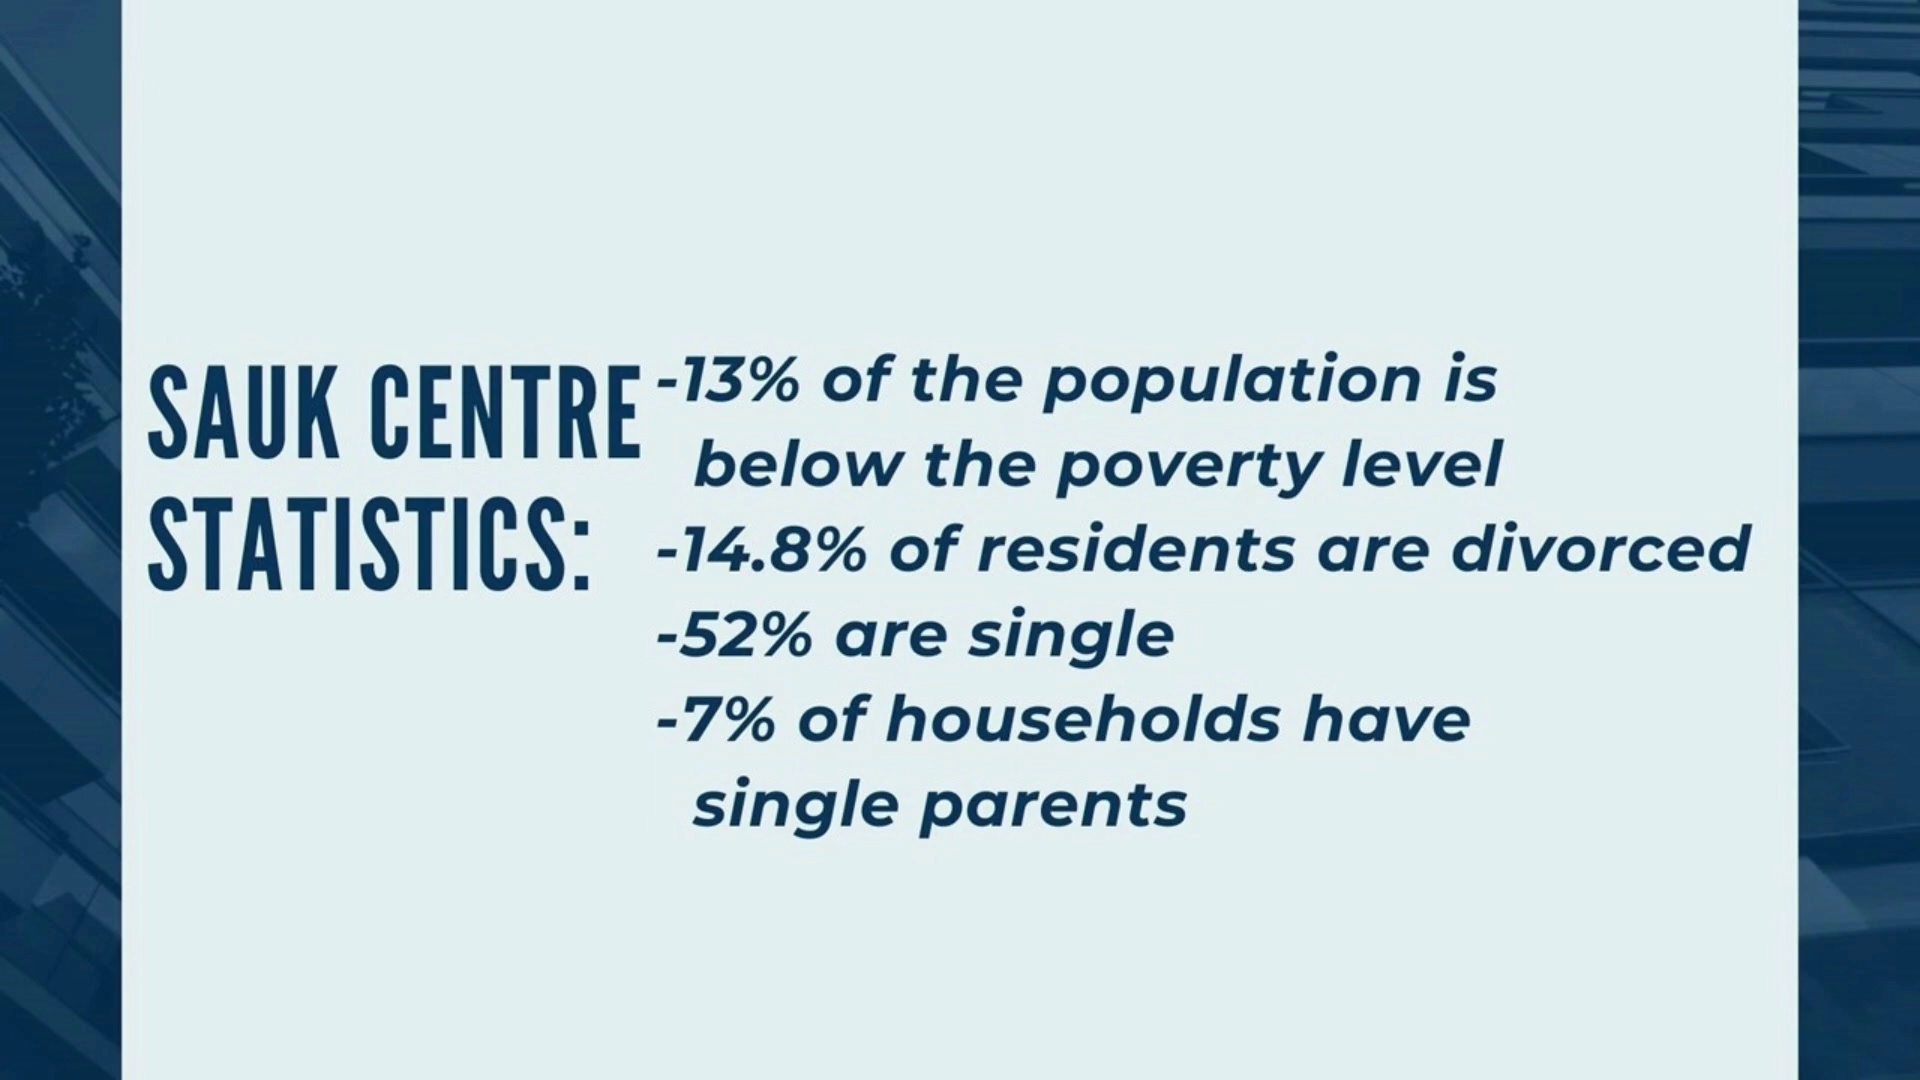 SAUK CENTRE
STATISTICS:
-13% of the population is
below the poverty level
-14.8% of residents are divorced
-52% are single
-7% of households have
single parents